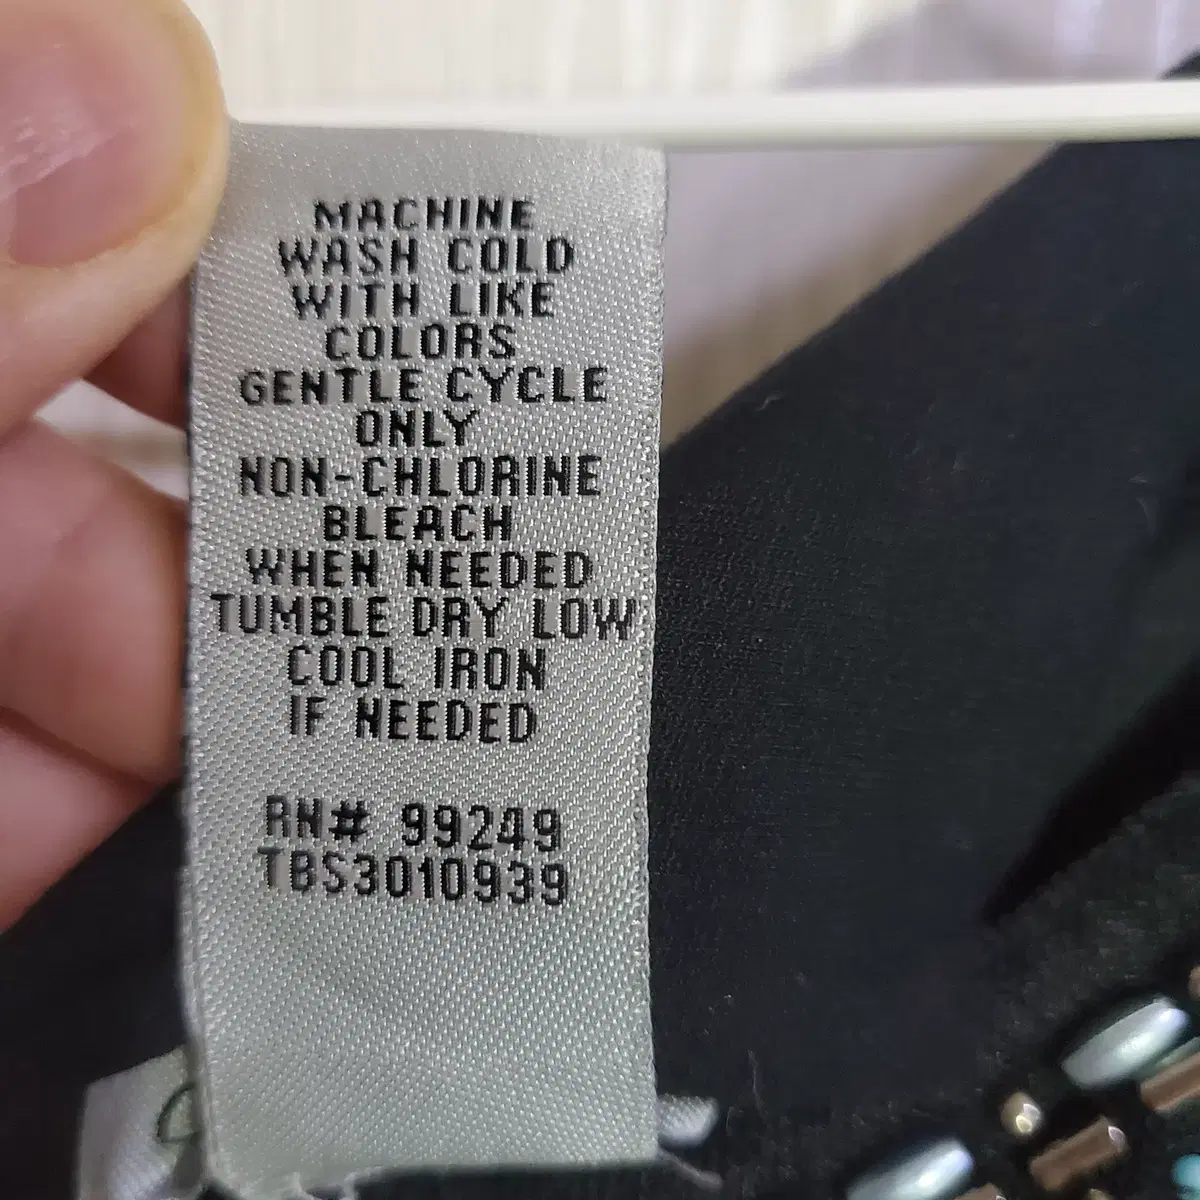 MACHINE
WASH COLD
WITH LIKE
COLORS
GENTLE CYCLE
ONLY
NON-CHLORINE
BLEACH
WHEN NEEDED
TUMBLE DRY LOW
COOL IRON
IF NEEDED
RN# 99249
TBS3010939